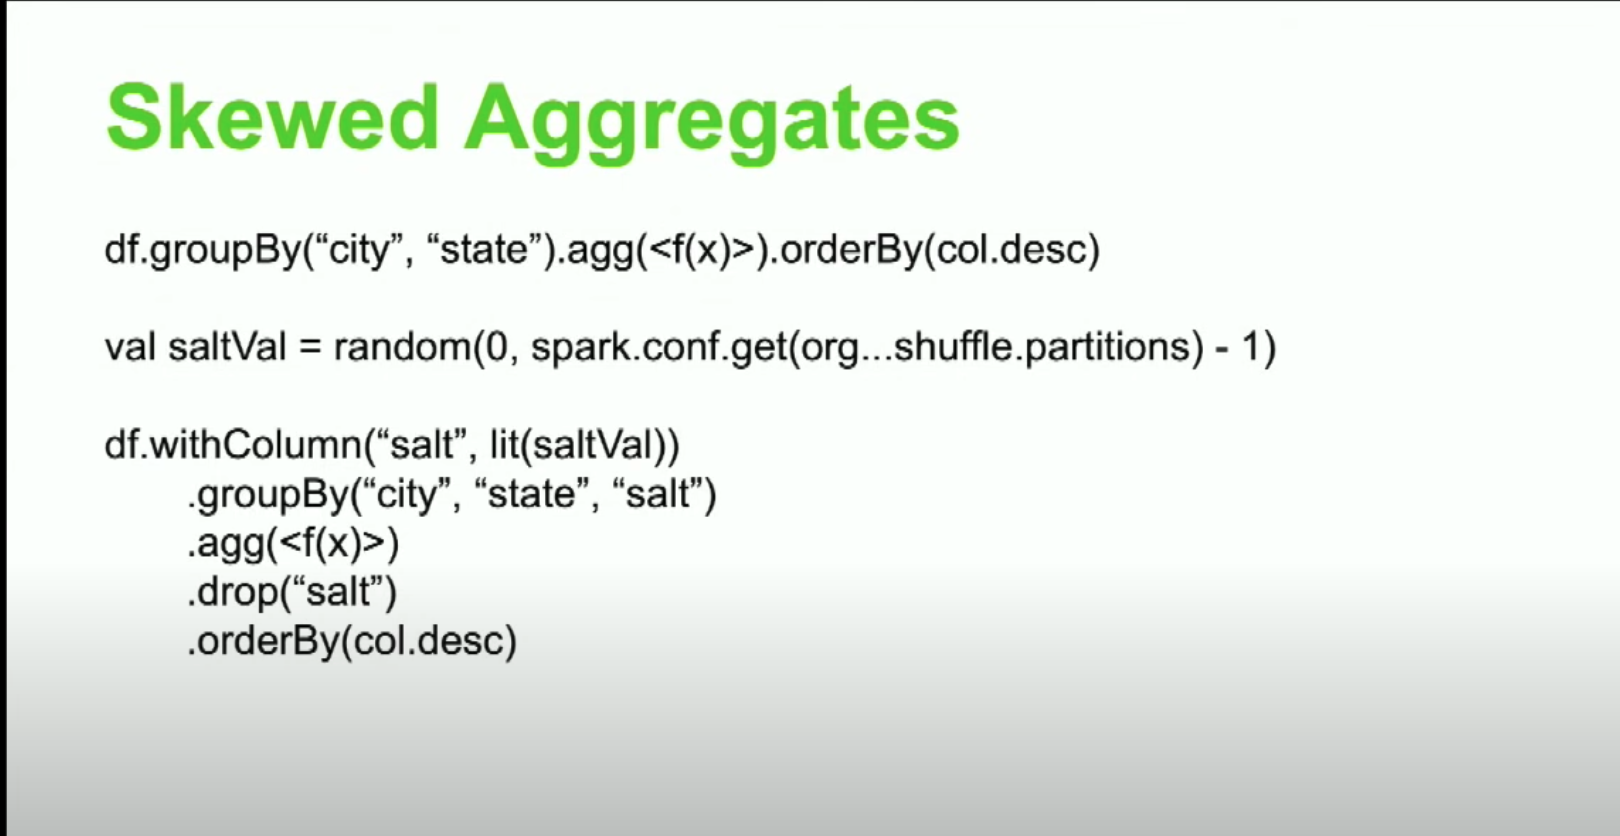 Skewed Aggregates
df.groupBy(“city”, “state”).agg(<f(x)>).orderBy(col.desc)
val saltVal = random(0, spark.conf.get(org...shuffle.partitions) - 1)
df.withColumn(“salt”, lit(saltVal))
.groupBy(“city”, “state”, “salt”)
.agg(<f(x)>)
.drop(“salt”)
.orderBy(col.desc)